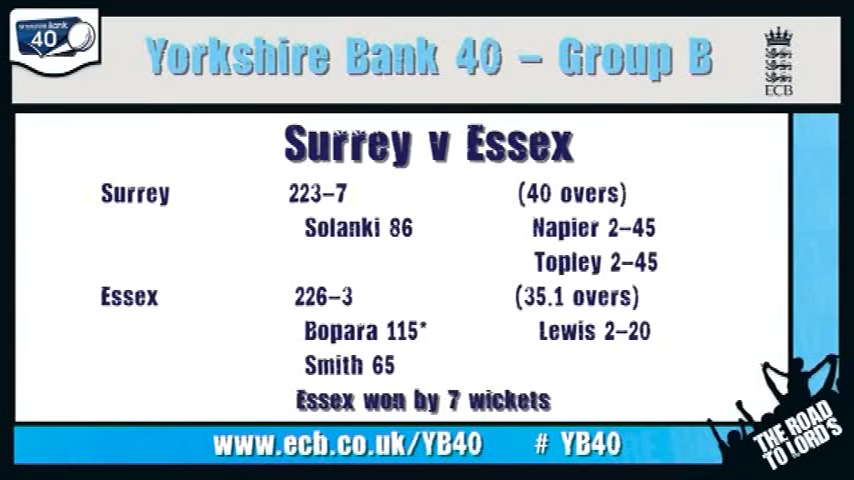 Yorkshire Bank
40
Yorkshire Bank 40 – Group B
ECB
Surrey v Essex
Surrey 223–7 (40 overs)
Solanki 86 Napier 2–45
Topley 2–45
Essex 226–3 (35.1 overs)
Bopara 115* Lewis 2–20
Smith 65
Essex won by 7 wickets
www.ecb.co.uk/YB40 # YB40
THE ROAD
TO LORD'S